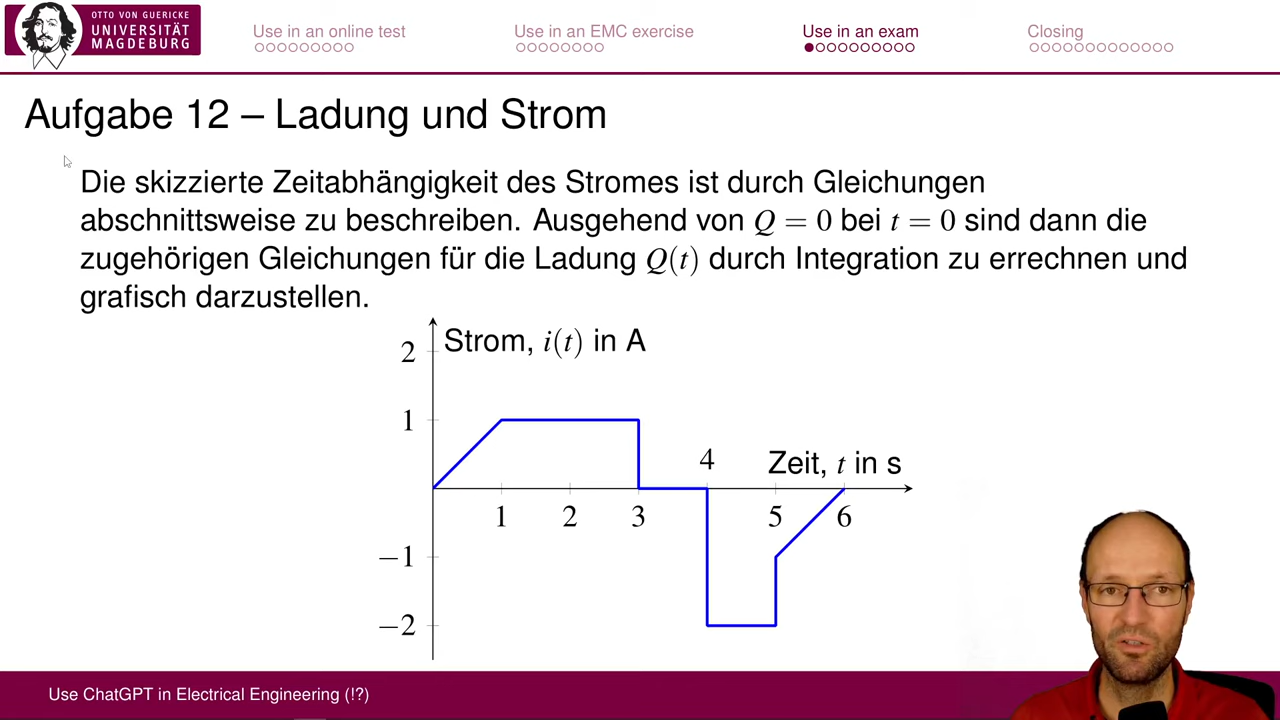 OTTO VON GUERICKE
UNIVERSITÄT
MAGDEBURG
Use in an online test
Use in an EMC exercise
Use in an exam
Closing
Aufgabe 12 – Ladung und Strom
Die skizzierte Zeitabhängigkeit des Stromes ist durch Gleichungen
abschnittsweise zu beschreiben. Ausgehend von Q = 0 bei t = 0 sind dann die
zugehörigen Gleichungen für die Ladung Q(t) durch Integration zu errechnen und
grafisch darzustellen.
Strom, i(t) in A
2
1
4
Zeit, t in s
1 2 3 5 6
−1
−2
Use ChatGPT in Electrical Engineering (!?)